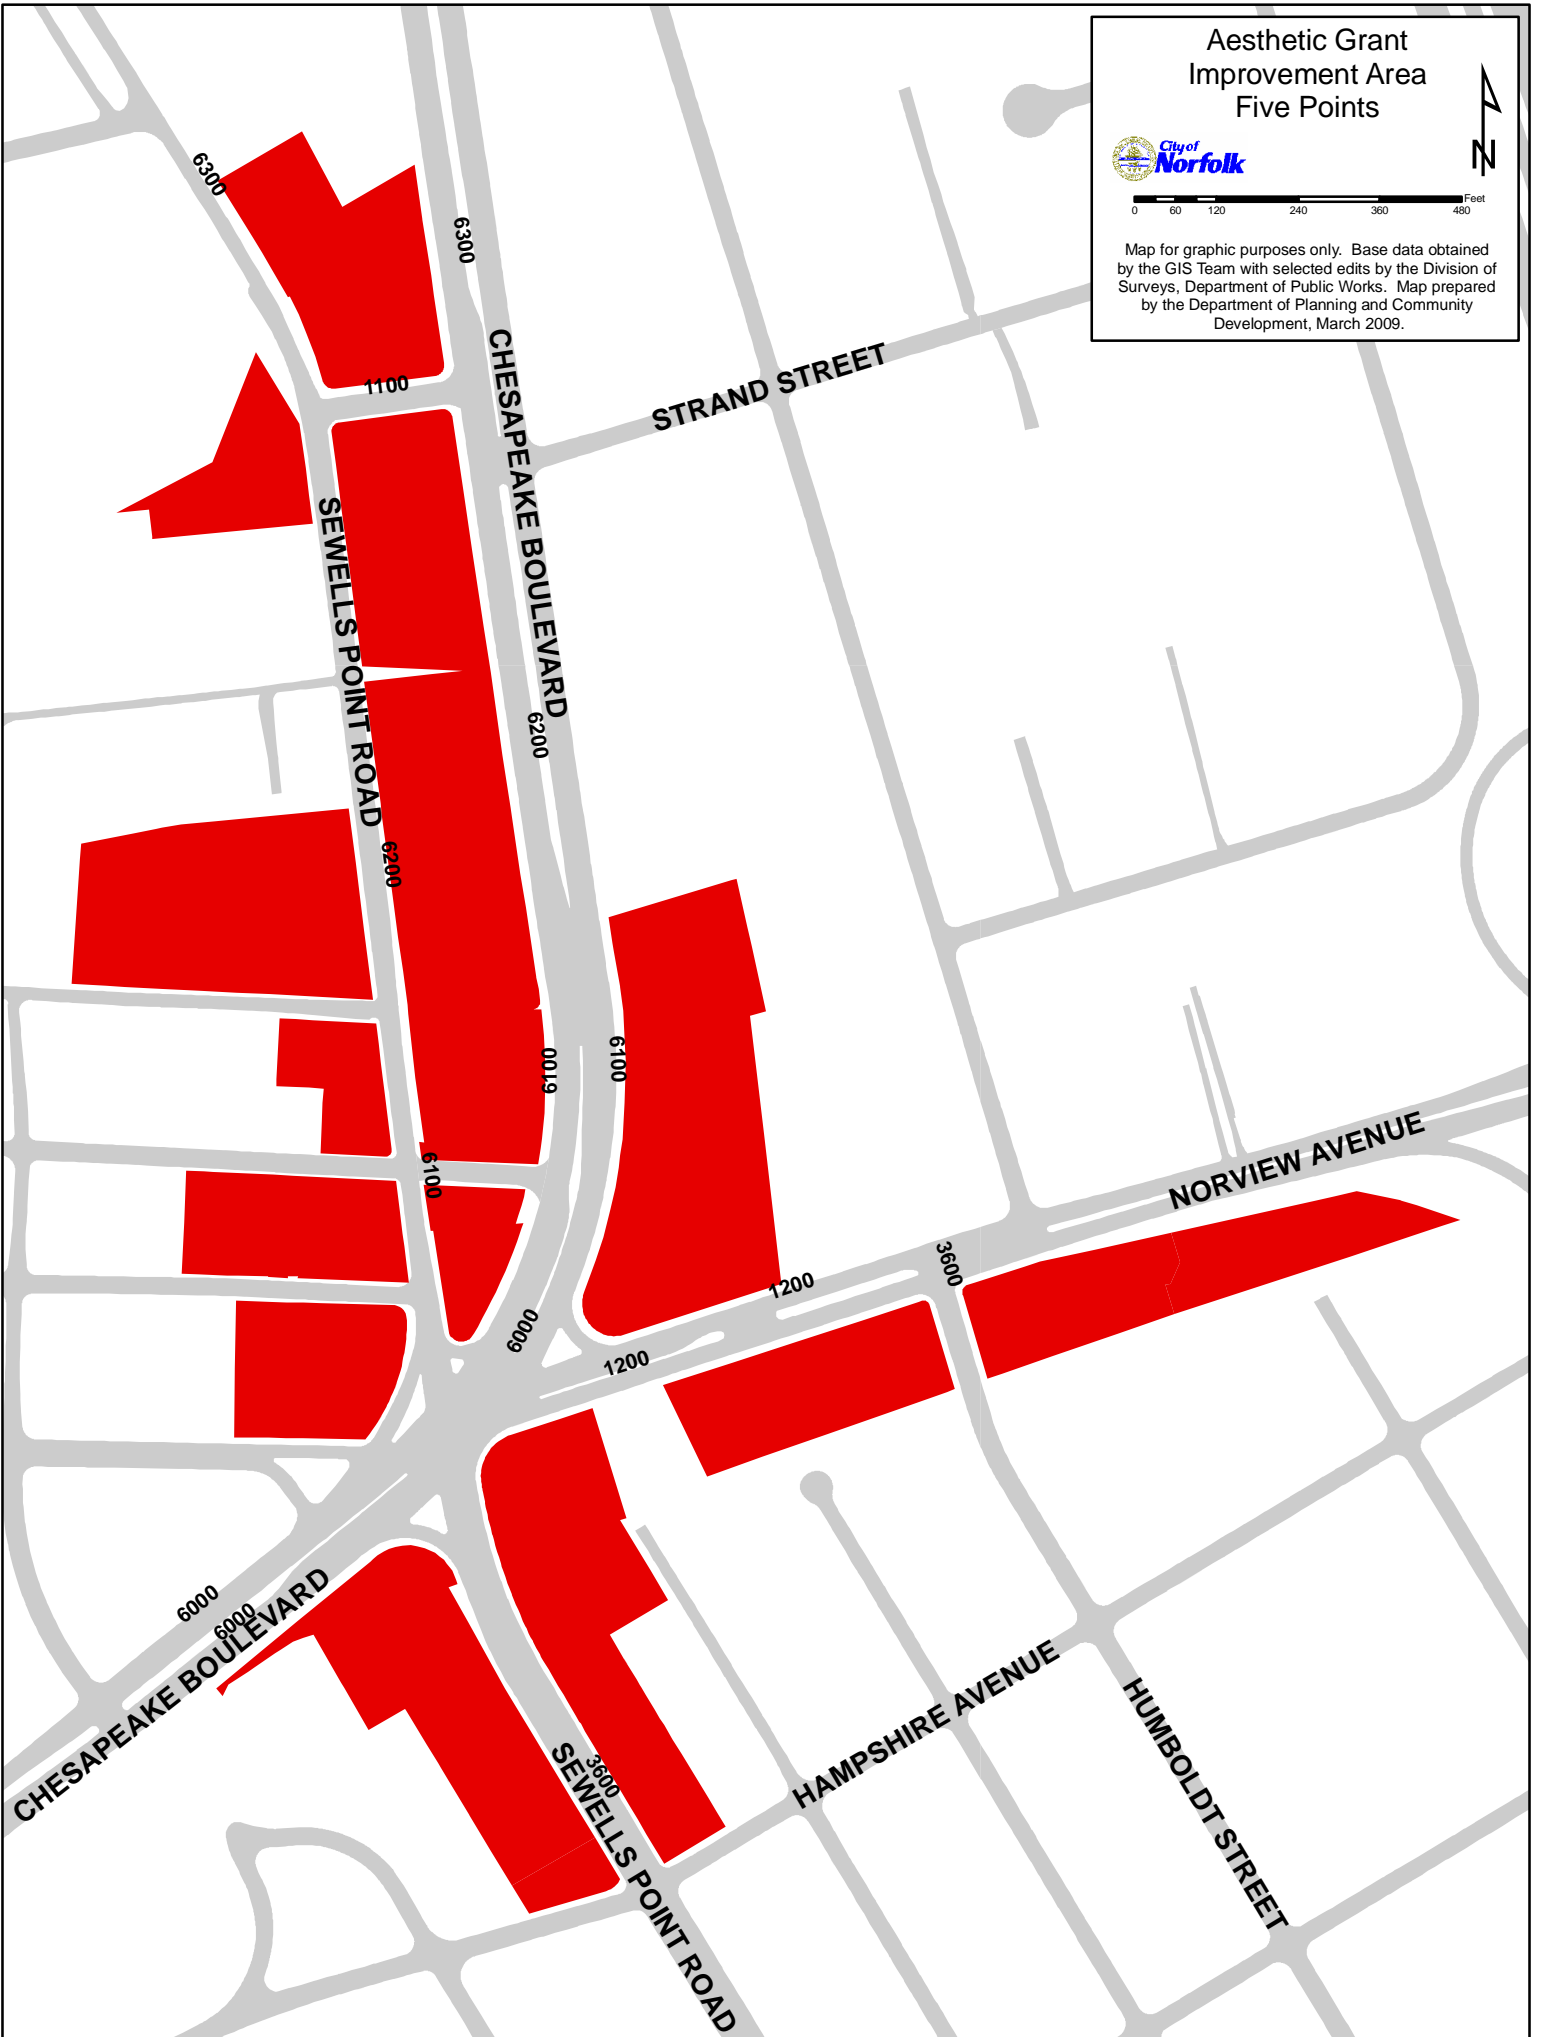 Aesthetic Grant
Improvement Area
Five Points
N
City of
Norfolk
Feet
0 60 120 240 360 480
Map for graphic purposes only. Base data obtained
by the GIS Team with selected edits by the Division of
Surveys, Department of Public Works. Map prepared
by the Department of Planning and Community
Development, March 2009.
6300
6300
1100
CHESAPEAKE BOULEVARD
STRAND STREET
SEWELLS POINT ROAD
6200
6200
6100
6100
6100
NORVIEW AVENUE
3600
1200
6000
1200
6000
6000
CHESAPEAKE BOULEVARD
HAMPSHIRE AVENUE
HUMBOLDT STREET
3600
SEWELLS POINT ROAD